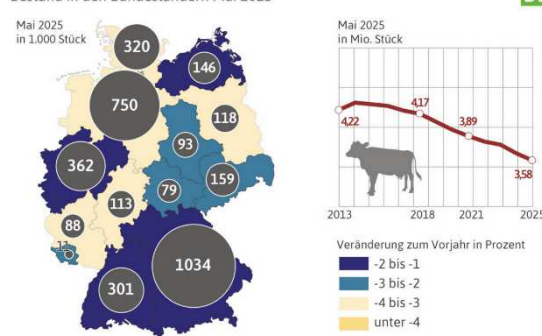 Bestand in den Bundesländern Mai 2025
Mai 2025
in 1.000 Stück
320
146
750
118
93
362
159
79
113
88
11
1034
301
Mai 2025
in Mio. Stück
4,22
4,17
3,89
3,58
2013
2018
2021
2025
Veränderung zum Vorjahr in Prozent
-2 bis -1
-3 bis -2
-4 bis -3
unter -4